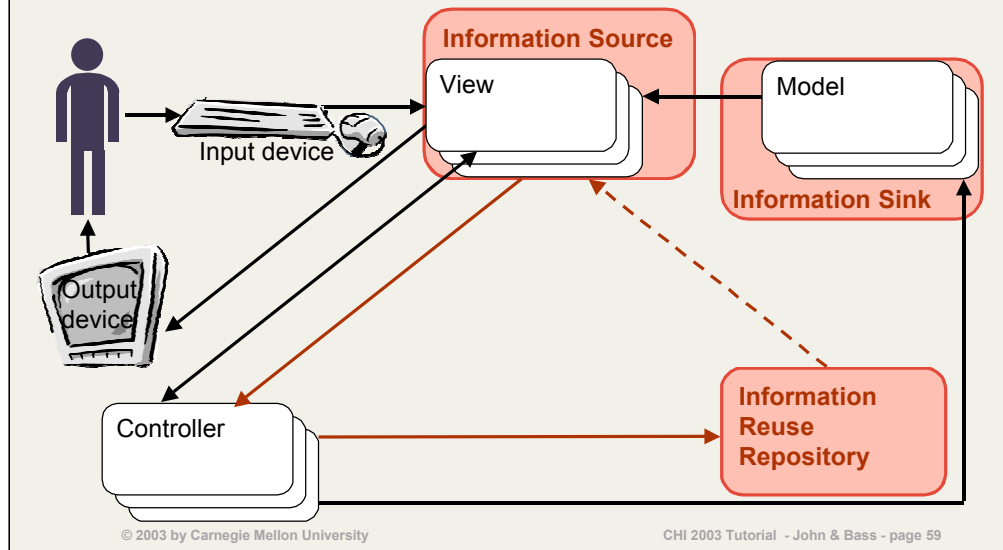 Information Source
View
Model
Input device
Information Sink
Output
device
Information
Reuse
Repository
Controller
© 2003 by Carnegie Mellon University
CHI 2003 Tutorial - John & Bass - page 59